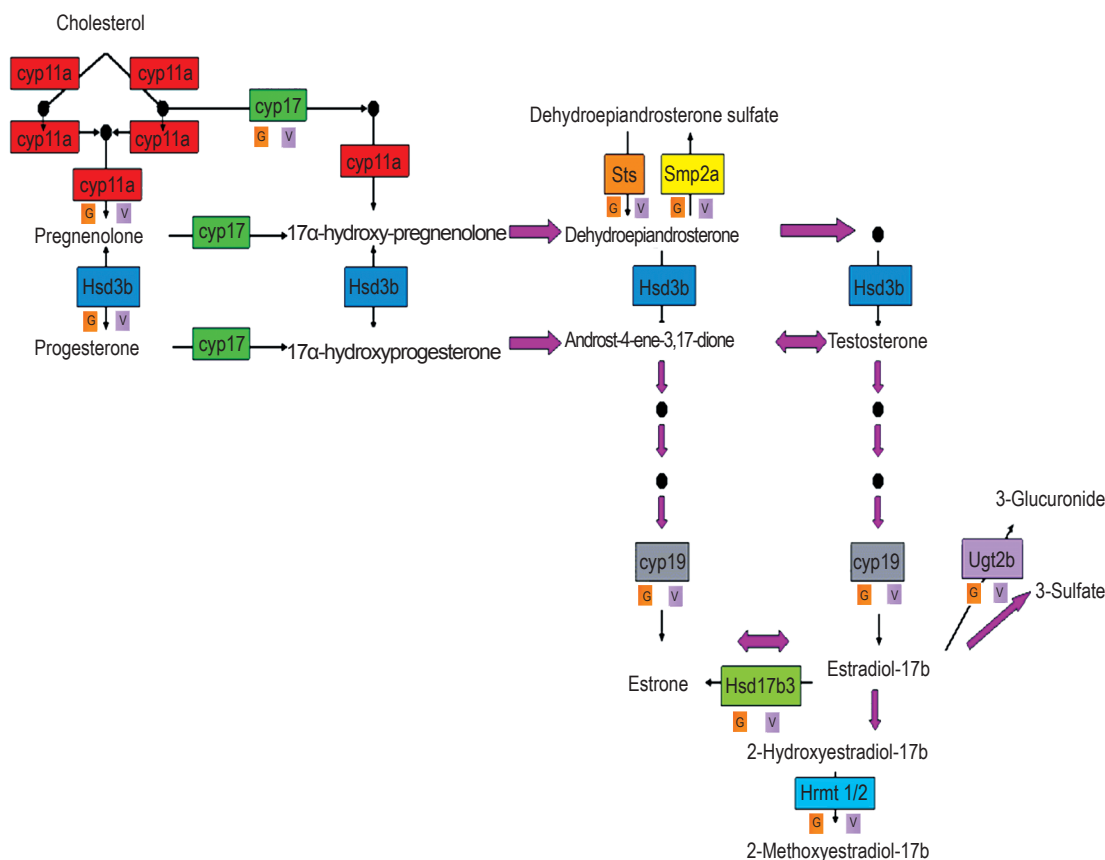 Cholesterol
cyp11a cyp11a
cyp17
G V
cyp11a cyp11a
cyp11a
Dehydroepiandrosterone sulfate
Sts Smp2a
cyp11a
G V G V G V
Pregnenolone cyp17 17α-hydroxy-pregnenolone Dehydroepiandrosterone
Hsd3b Hsd3b Hsd3b Hsd3b
G V
Progesterone cyp17 17α-hydroxyprogesterone Androst-4-ene-3,17-dione Testosterone
3-Glucuronide
cyp19 cyp19 Ugt2b
G V G V G V
3-Sulfate
Estrone Hsd17b3 Estradiol-17b
G V
2-Hydroxyestradiol-17b
Hrmt 1/2
G V
2-Methoxyestradiol-17b